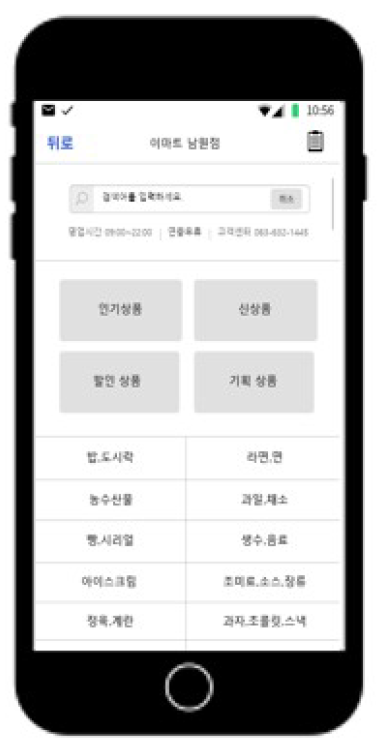 10:56
뒤로 이마트 남원점
검색어를 입력하세요. 취소
영업시간 09:00~22:00 | 연중무휴 | 고객센터 063-632-1445
인기상품 신상품
할인 상품 기획 상품
밥,도시락 라면,면
농수산물 과일,채소
빵,시리얼 생수,음료
아이스크림 조미료,소스,장류
정육,계란 과자,초콜릿,스낵